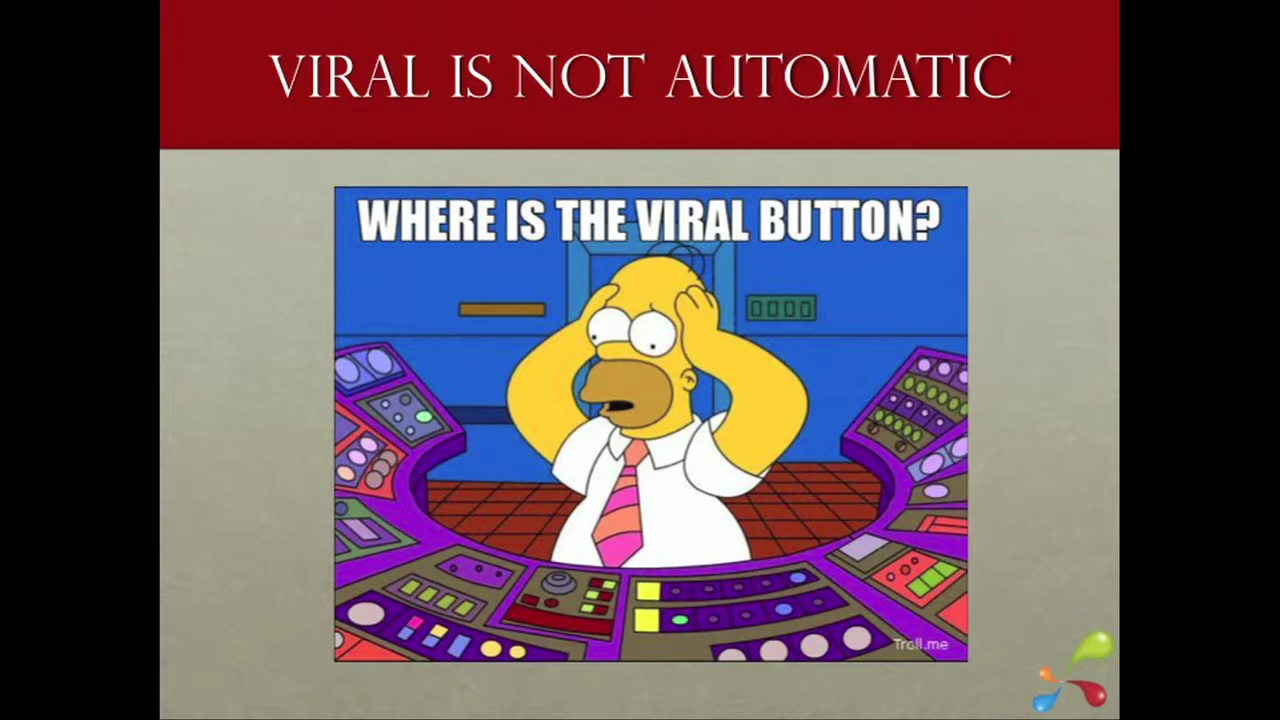 VIRAL IS NOT AUTOMATIC
WHERE IS THE VIRAL BUTTON?
Troll.me